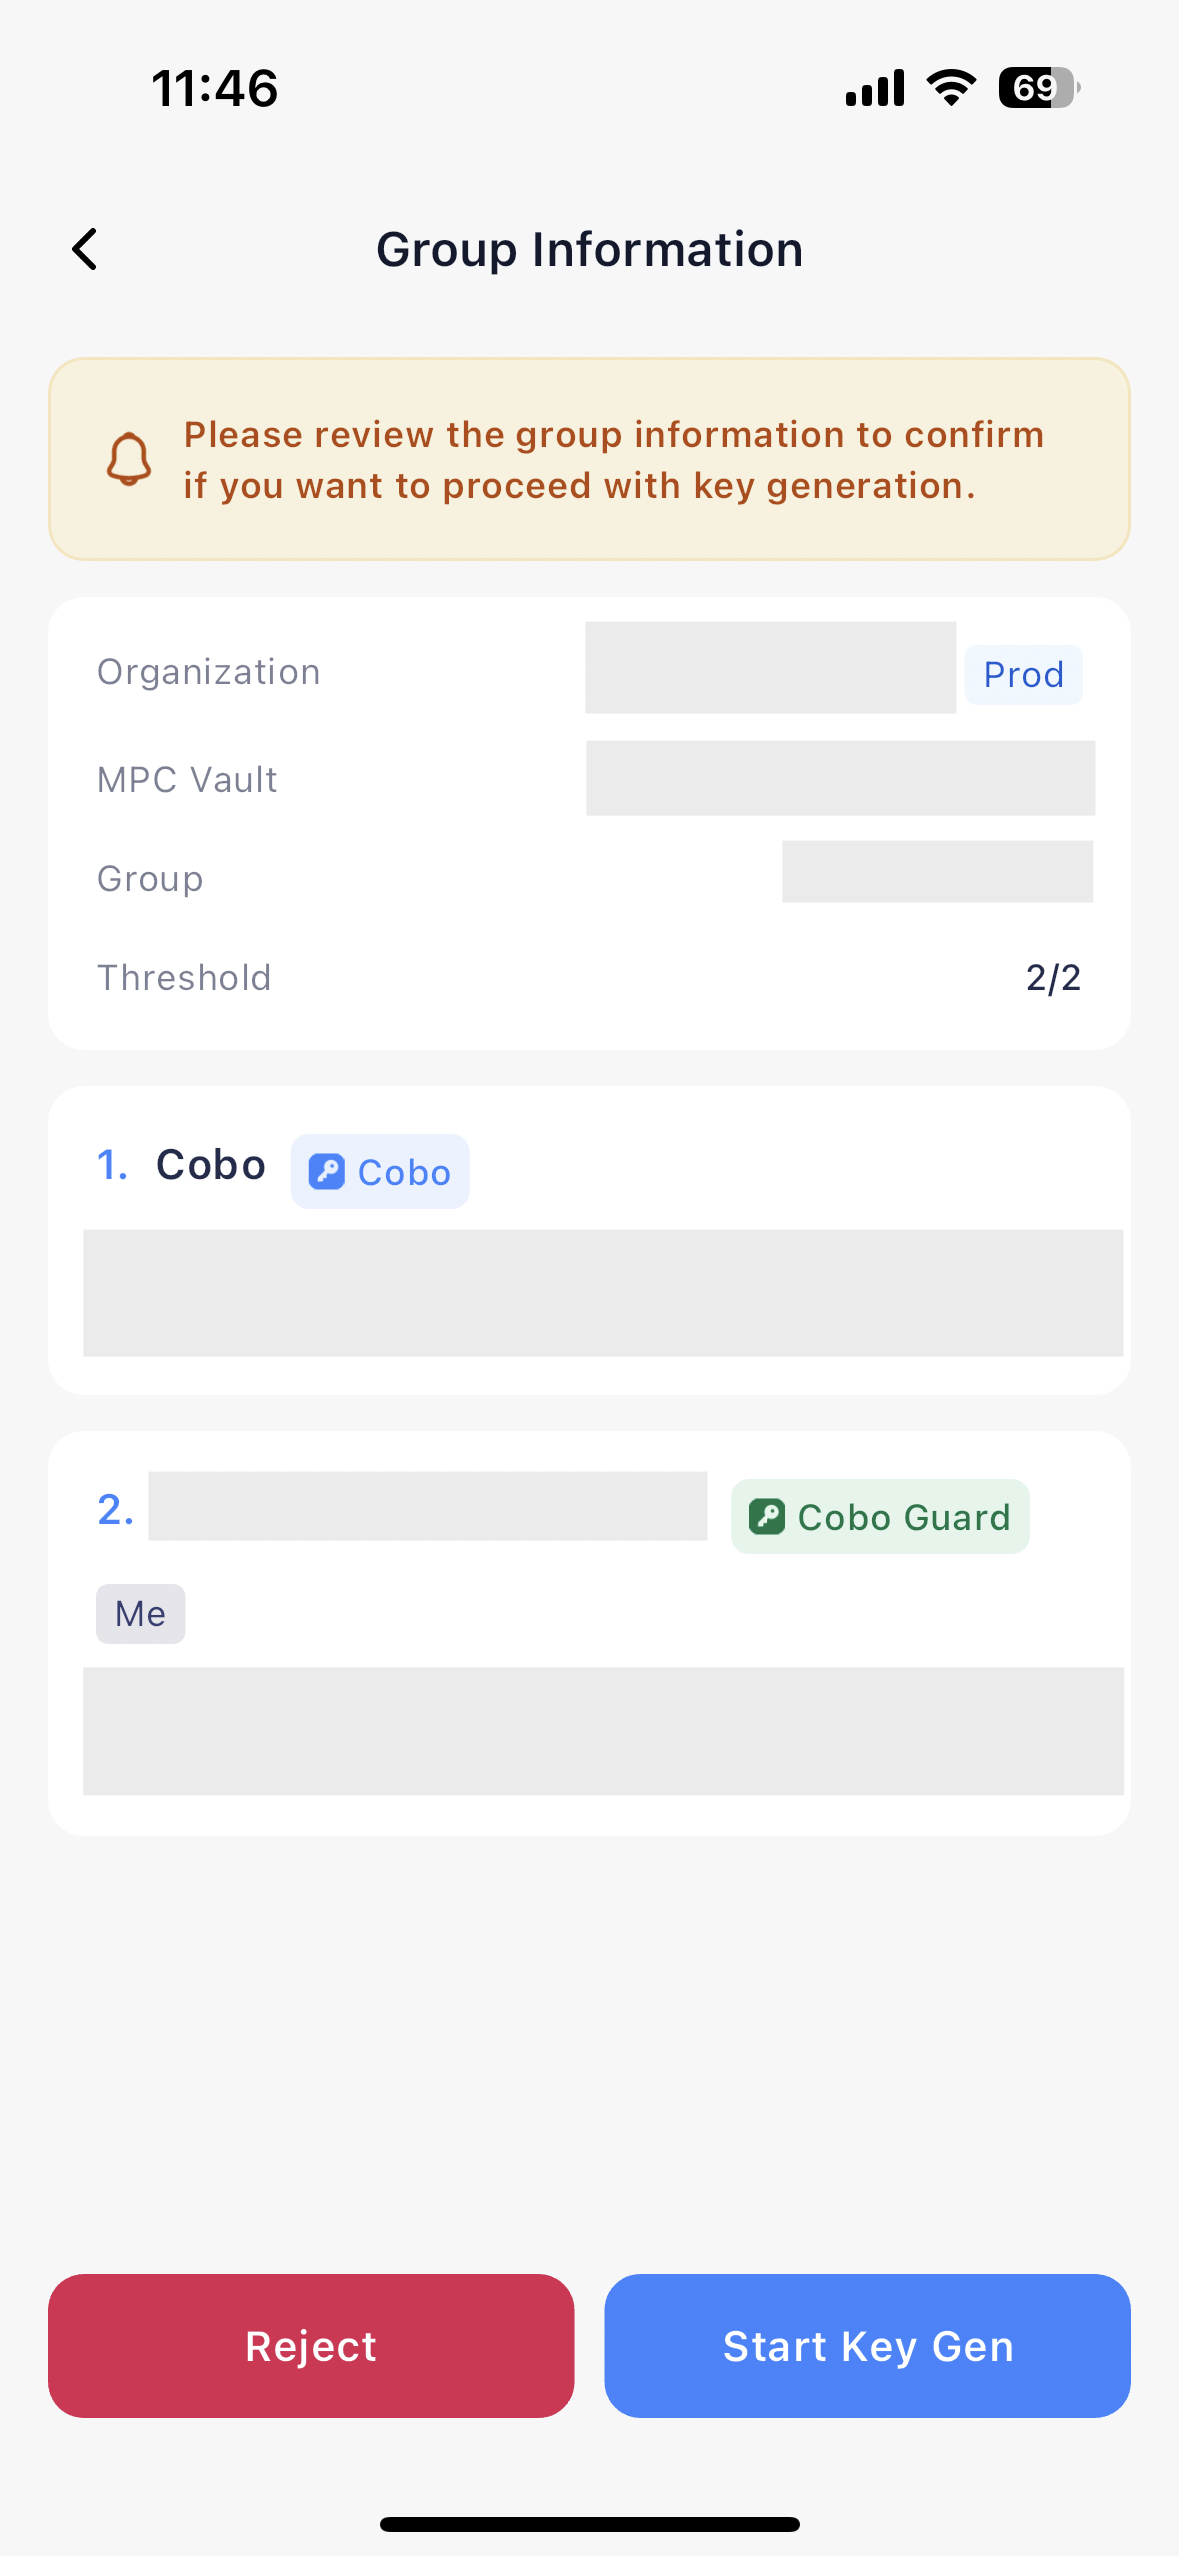 11:46
69
Group Information
Please review the group information to confirm
if you want to proceed with key generation.
Organization
Prod
MPC Vault
Group
Threshold
2/2
1. Cobo
Cobo
2.
Cobo Guard
Me
Reject
Start Key Gen